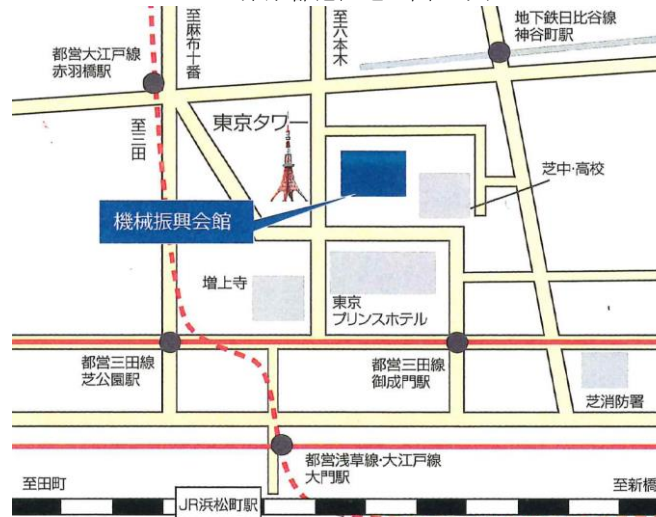 至麻布十番
至六本木
地下鉄日比谷線
神谷町駅
都営大江戸線
赤羽橋駅
至三田
東京タワー
芝中・高校
機械振興会館
増上寺
東京
プリンスホテル
都営三田線
芝公園駅
都営三田線
御成門駅
芝消防署
都営浅草線・大江戸線
大門駅
至田町
至新橋
JR浜松町駅